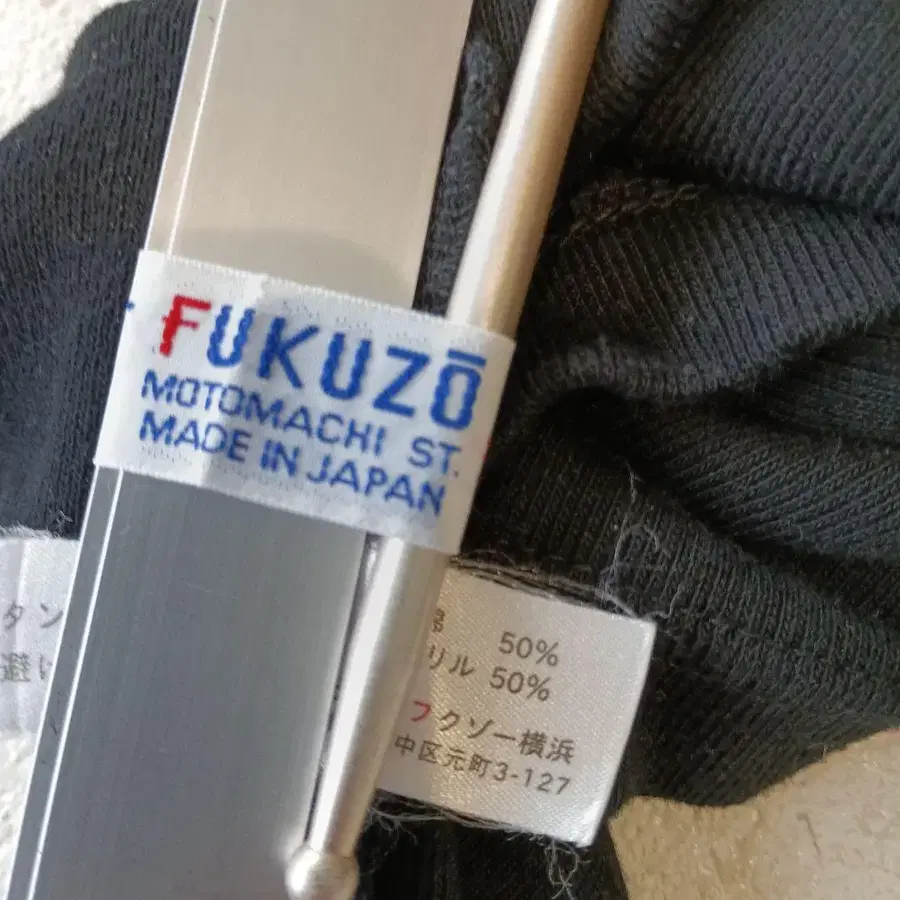 FUKUZŌ
MOTOMACHI ST.
MADE IN JAPAN
タン
避け
綿 50%
リル 50%
フクゾー横浜
中区元町3-127